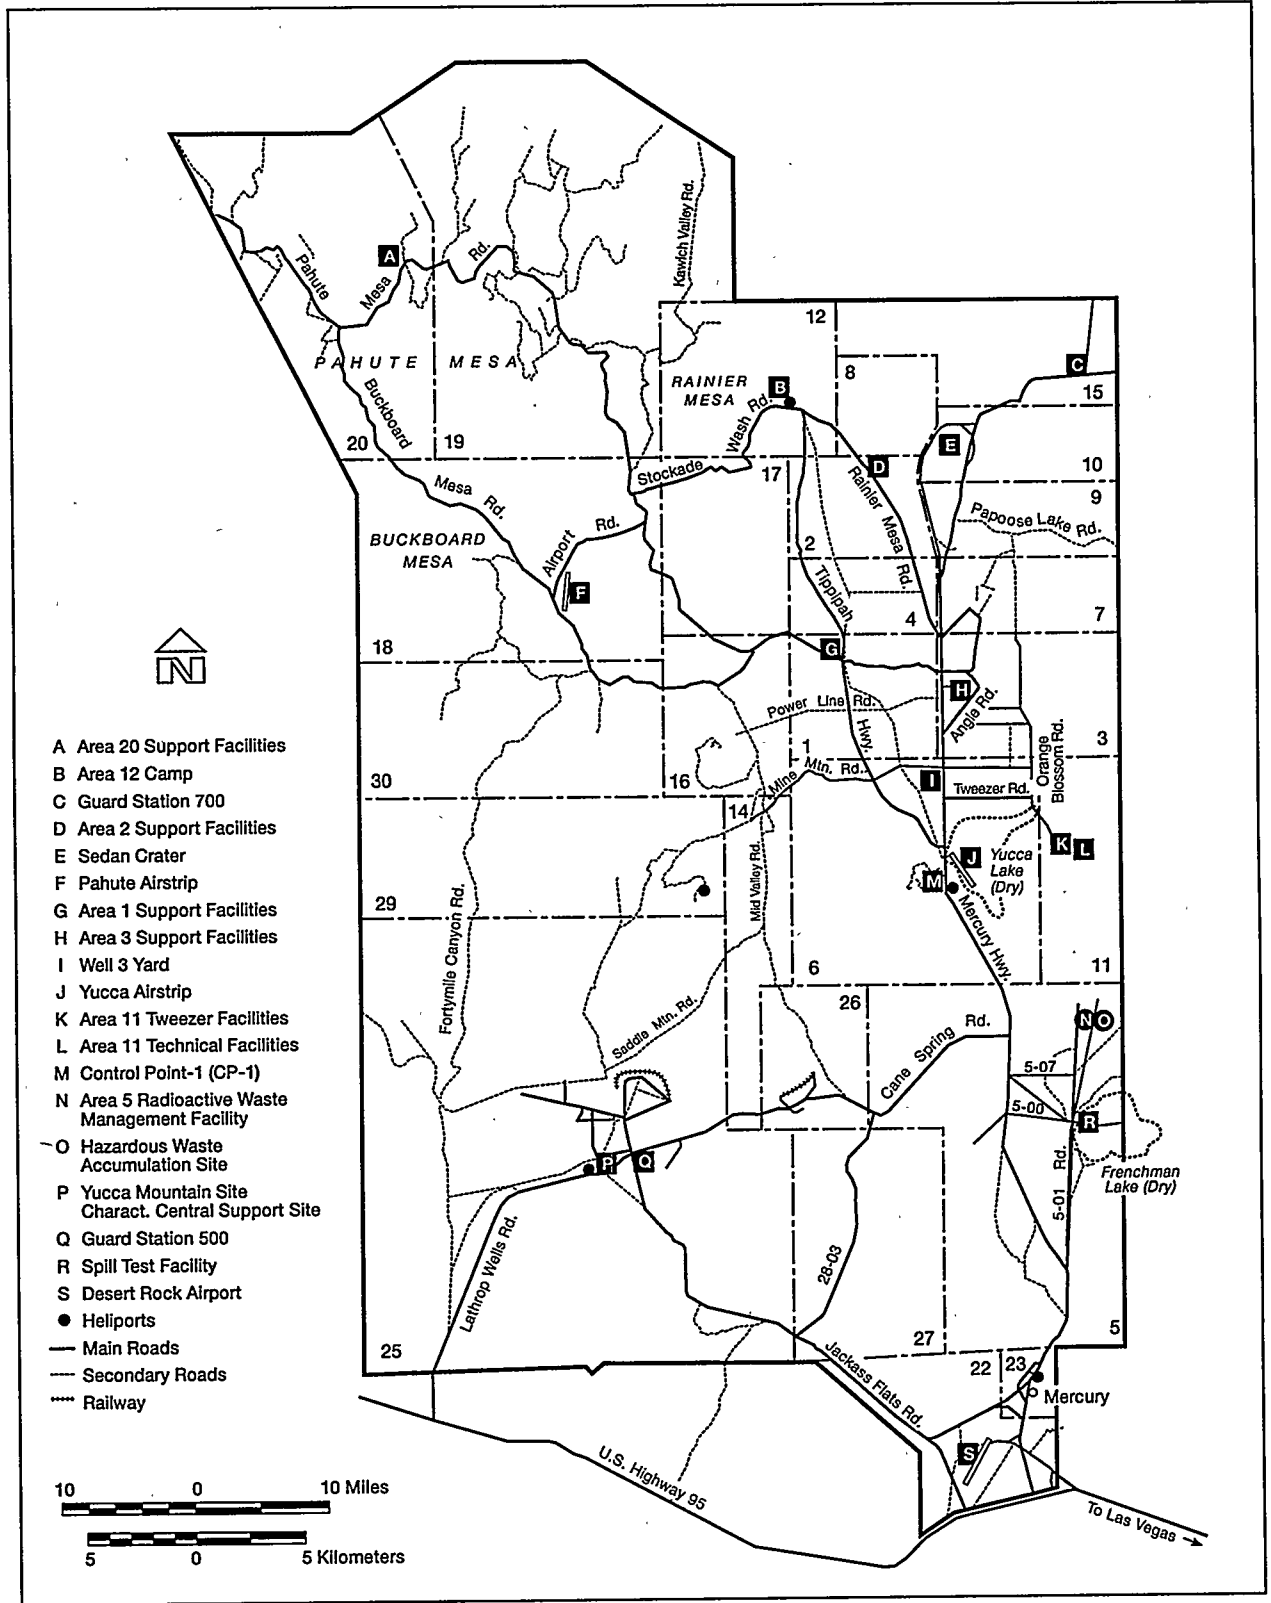 Kawich Valley Rd.
A
Rd.
Pahute
Mesa
12
PAHUTE MESA
C
8
RAINIER
MESA
B
15
Buckboard
Wash Rd.
E
20
19
D
10
Stockade
17
9
Mesa Rd.
Rainier Mesa Rd.
Papoose Lake Rd.
Airport Rd.
BUCKBOARD
MESA
2
F
Tippipah
4
7
18
G
H
Power Line Rd.
Angle Rd.
Hwy.
Orange
Blossom Rd.
3
1
30
16
Mine Mtn. Rd.
I
Tweezer Rd.
14
K
L
J
Yucca
Lake
(Dry)
M
Mid Valley Rd.
29
Mercury Hwy.
Fortymile Canyon Rd.
6
11
26
Saddle Mtn. Rd.
Cane Spring Rd.
N
O
5-07
5-00
R
P
Q
Frenchman
Lake (Dry)
5-01 Rd.
Lathrop Wells Rd.
28-03
25
27
5
22
23
Jackass Flats Rd.
Mercury
S
U.S. Highway 95
To Las Vegas
N
A Area 20 Support Facilities
B Area 12 Camp
C Guard Station 700
D Area 2 Support Facilities
E Sedan Crater
F Pahute Airstrip
G Area 1 Support Facilities
H Area 3 Support Facilities
I Well 3 Yard
J Yucca Airstrip
K Area 11 Tweezer Facilities
L Area 11 Technical Facilities
M Control Point-1 (CP-1)
N Area 5 Radioactive Waste
Management Facility
O Hazardous Waste
Accumulation Site
P Yucca Mountain Site
Charact. Central Support Site
Q Guard Station 500
R Spill Test Facility
S Desert Rock Airport
Heliports
Main Roads
Secondary Roads
Railway
10 0 10 Miles
5 0 5 Kilometers